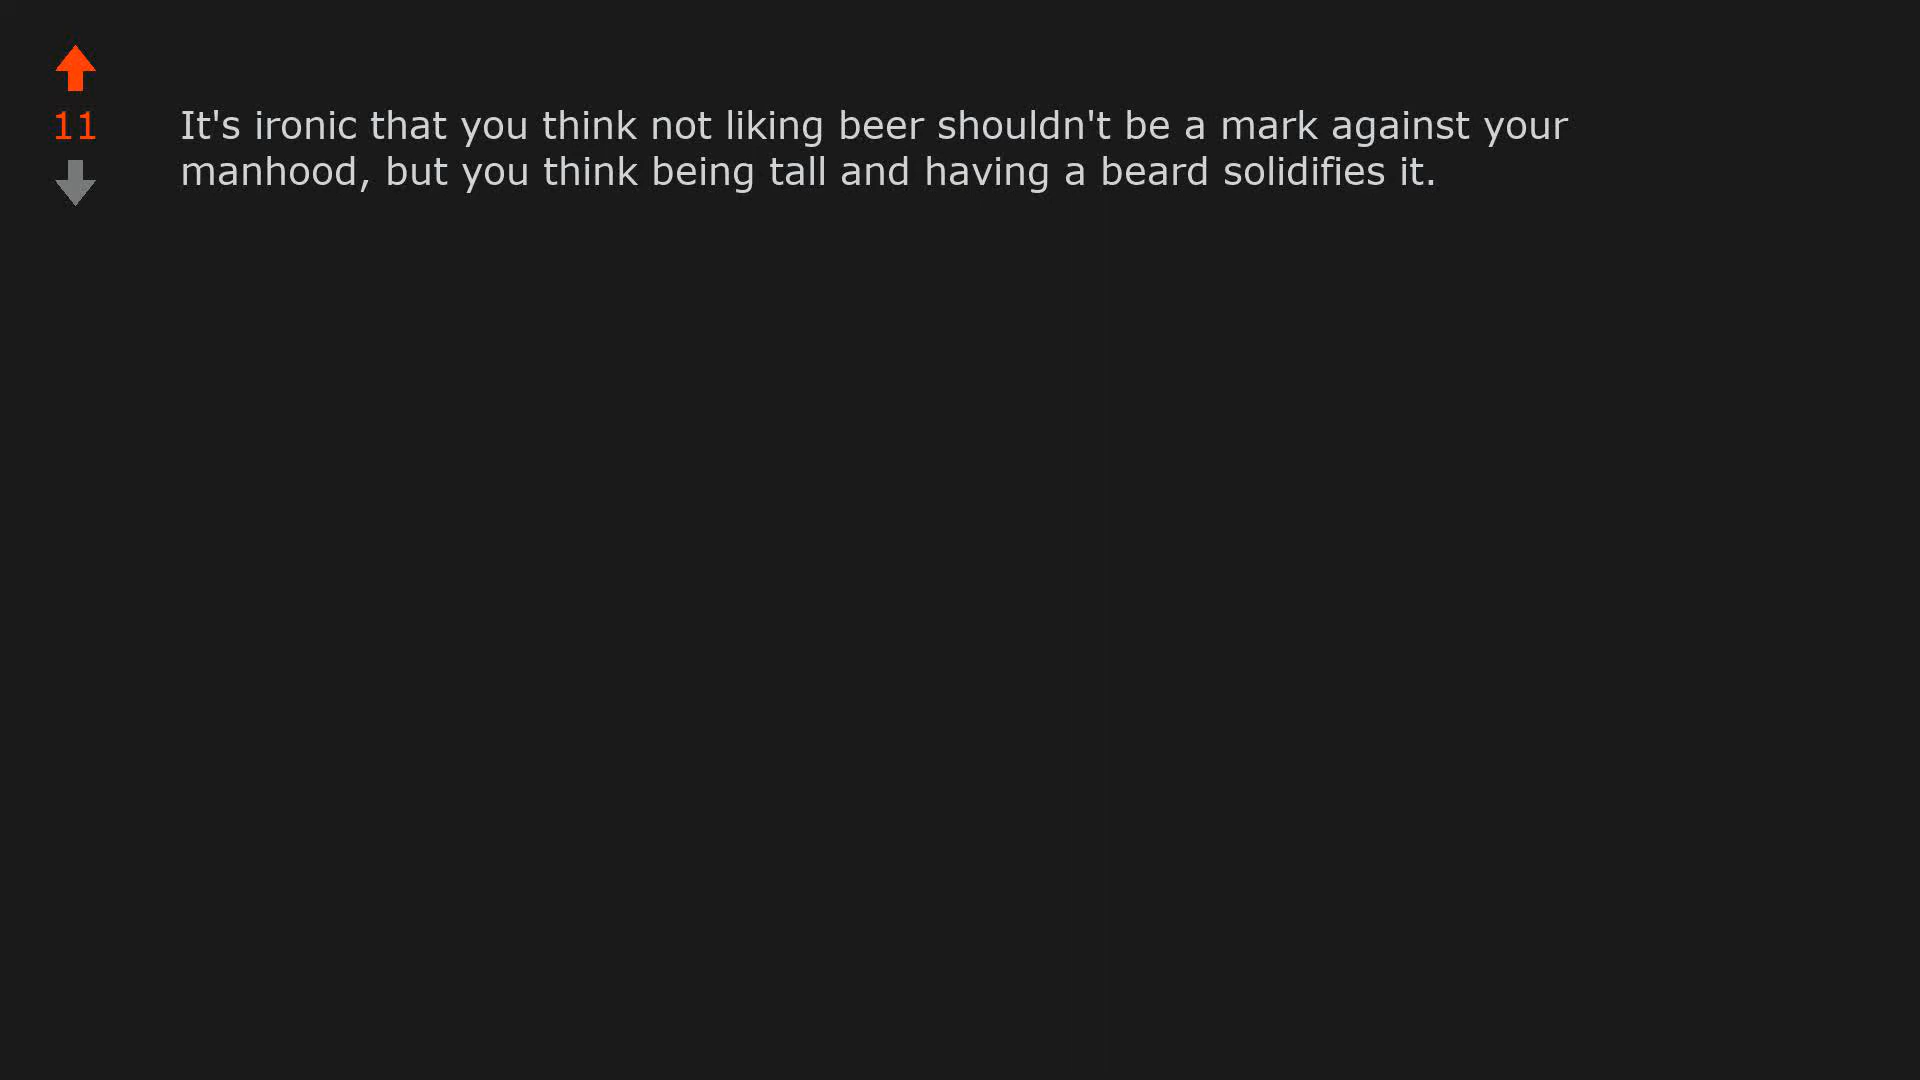 11
It's ironic that you think not liking beer shouldn't be a mark against your
manhood, but you think being tall and having a beard solidifies it.